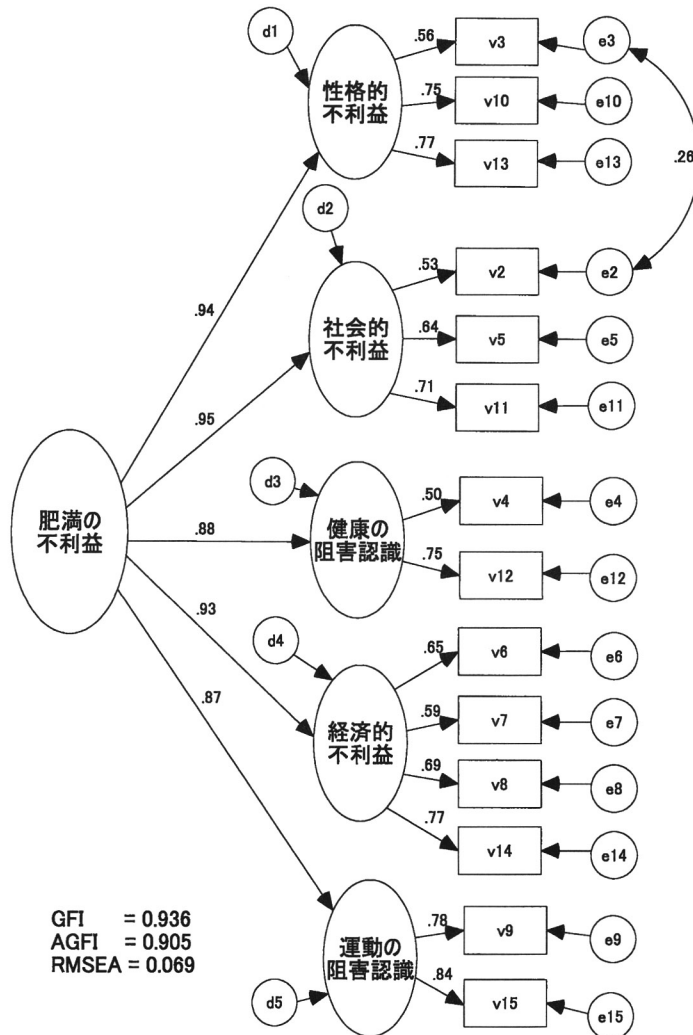 d1
.56
v3
e3
性格的
不利益
.75
v10
e10
.77
v13
e13
.26
d2
.53
v2
e2
.94
社会的
不利益
.64
v5
e5
.95
.71
v11
e11
肥満の
不利益
d3
.50
v4
e4
.88
健康の
阻害認識
.75
v12
e12
.93
d4
.65
v6
e6
.87
経済的
不利益
.59
v7
e7
.69
v8
e8
.77
v14
e14
GFI = 0.936
AGFI = 0.905
RMSEA = 0.069
運動の
阻害認識
.78
v9
e9
.84
v15
e15
d5